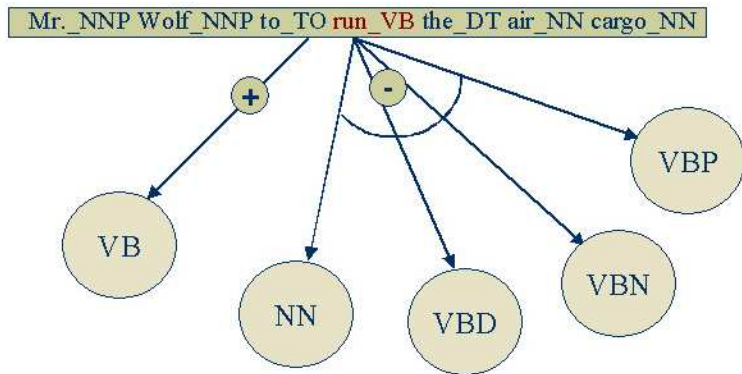 Mr._NNP Wolf_NNP to_TO run_VB the_DT air_NN cargo_NN
+
-
VBP
VB
VBN
NN
VBD